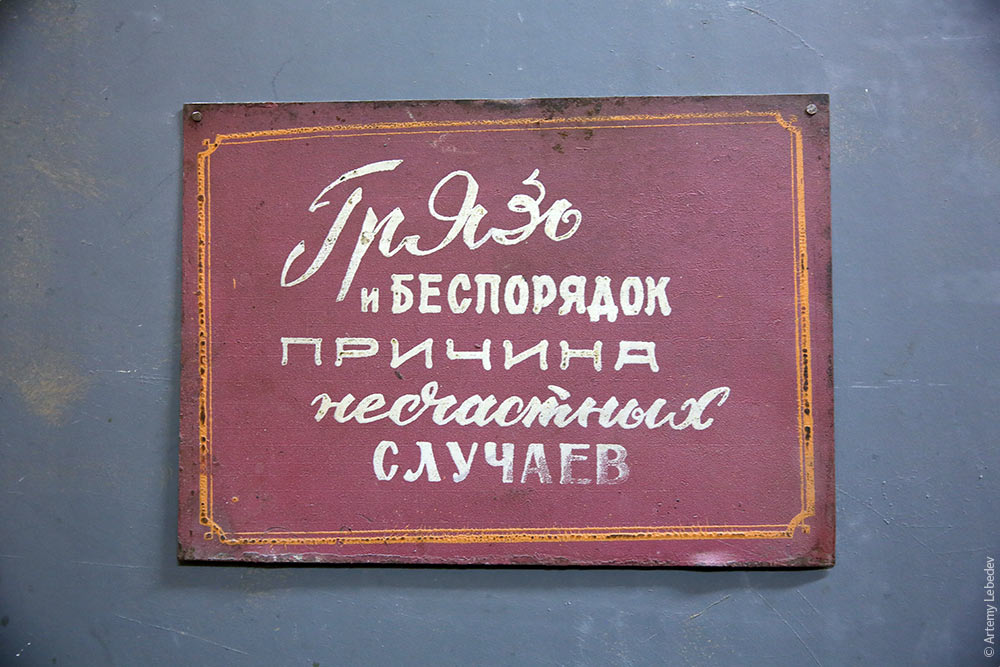 Грязь
и БЕСПОРЯДОК
ПРИЧИНА
несчастных
СЛУЧАЕВ
© Artemy Lebedev